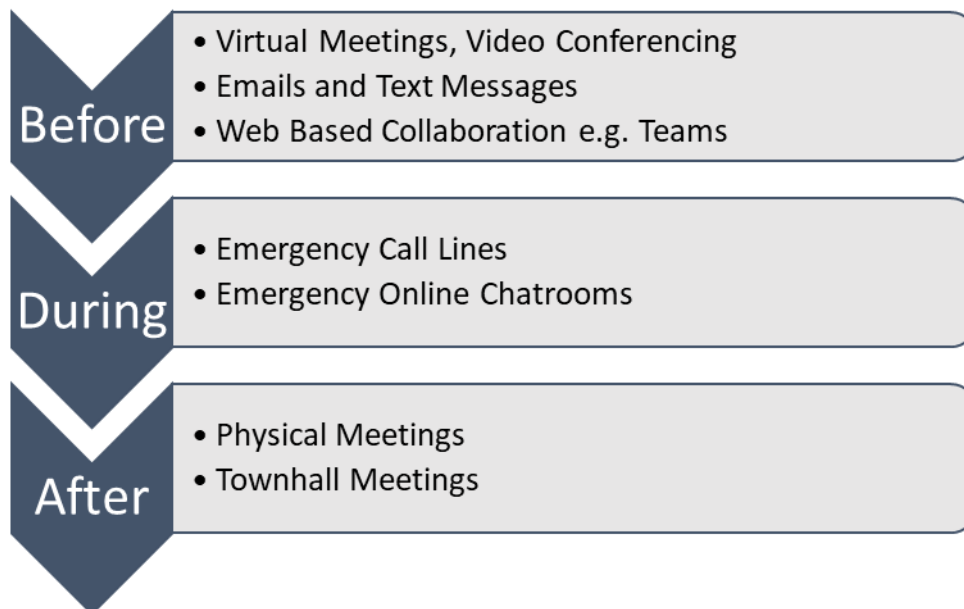 Before
• Virtual Meetings, Video Conferencing
• Emails and Text Messages
• Web Based Collaboration e.g. Teams
During
• Emergency Call Lines
• Emergency Online Chatrooms
After
• Physical Meetings
• Townhall Meetings